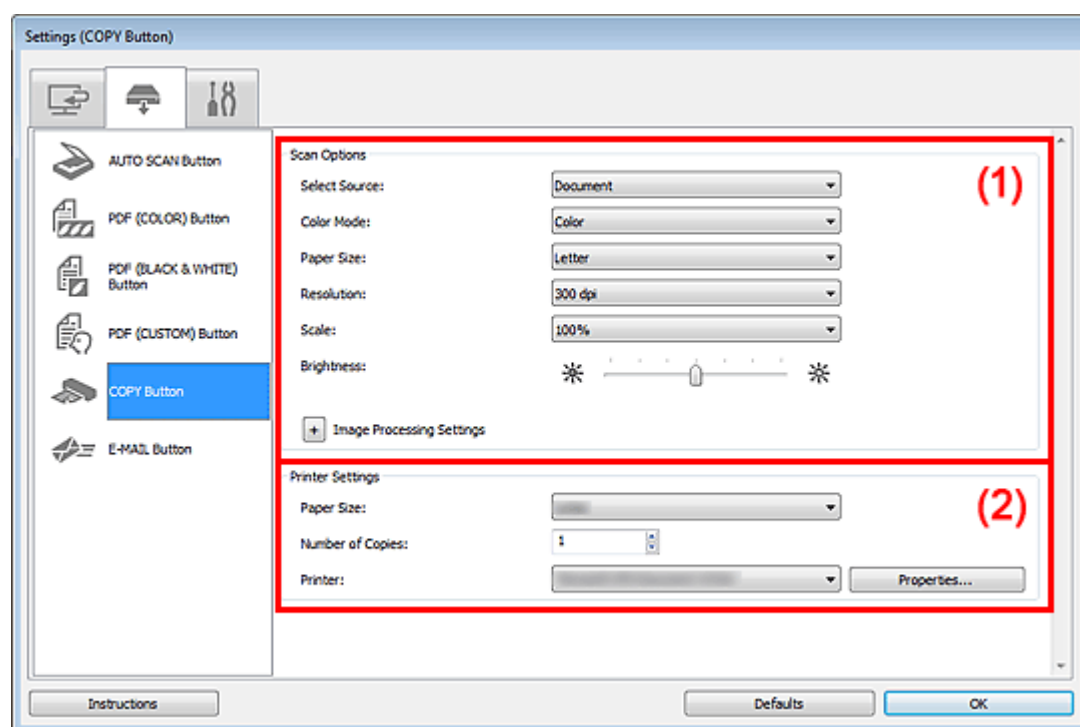 Settings (COPY Button)
AUTO SCAN Button
PDF (COLOR) Button
PDF (BLACK & WHITE)
Button
PDF (CUSTOM) Button
COPY Button
E-MAIL Button
Scan Options
(1)
Select Source: Document
Color Mode: Color
Paper Size: Letter
Resolution: 300 dpi
Scale: 100%
Brightness:
+ Image Processing Settings
Printer Settings
(2)
Paper Size:
Number of Copies: 1
Printer: Properties...
Instructions Defaults OK